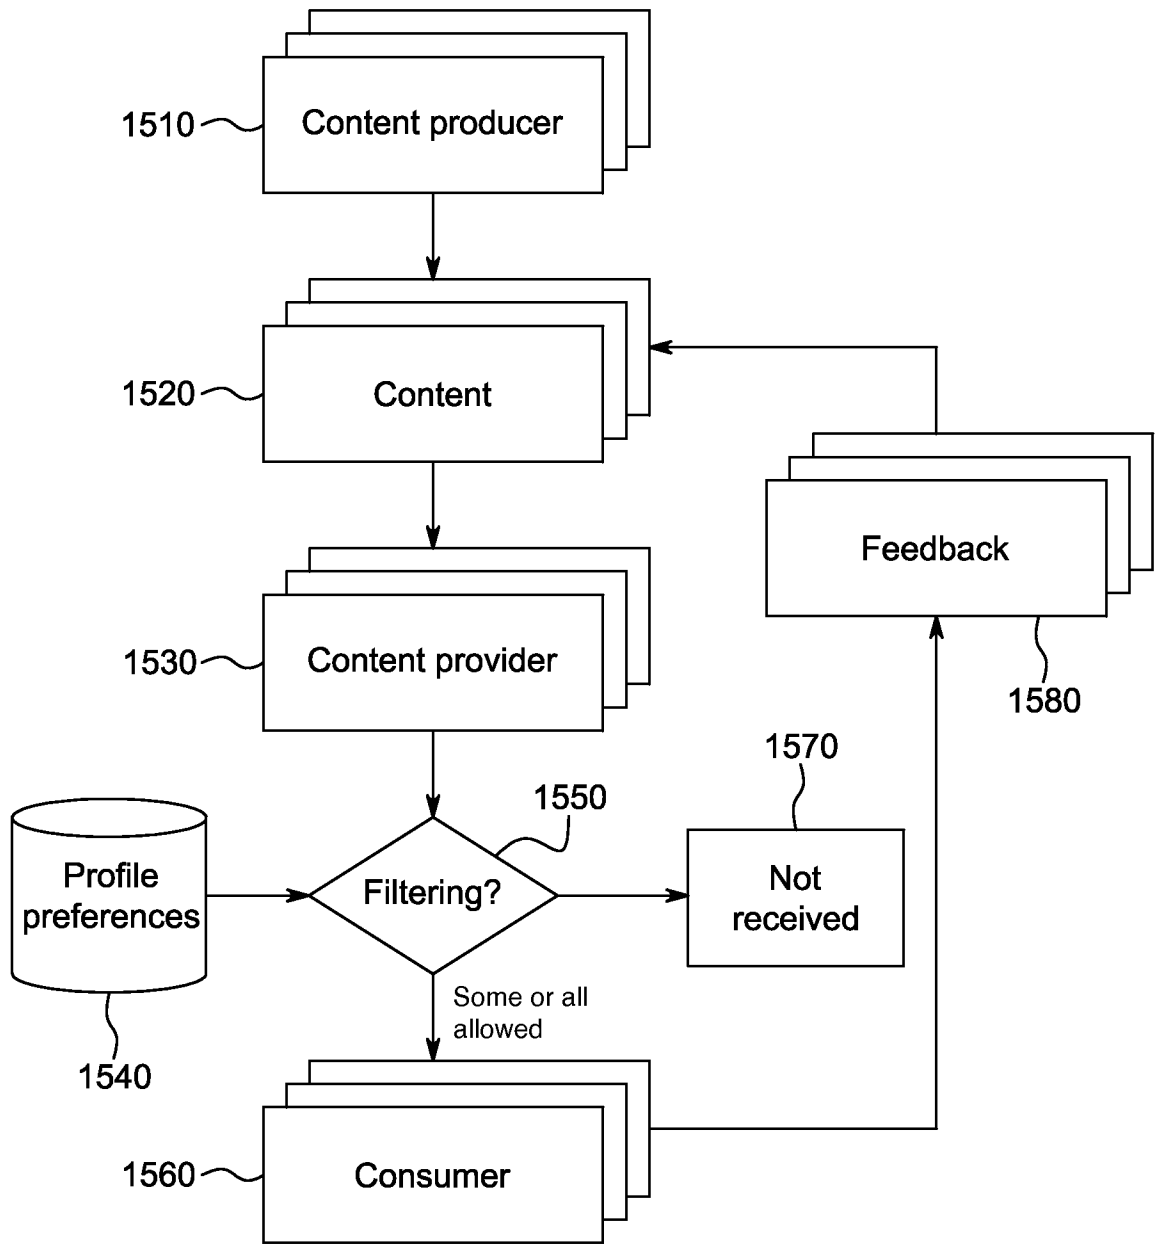 1510
Content producer
1520
Content
Feedback
1580
1530
Content provider
1570
1550
Profile
preferences
Filtering?
Not
received
Some or all
allowed
1540
1560
Consumer